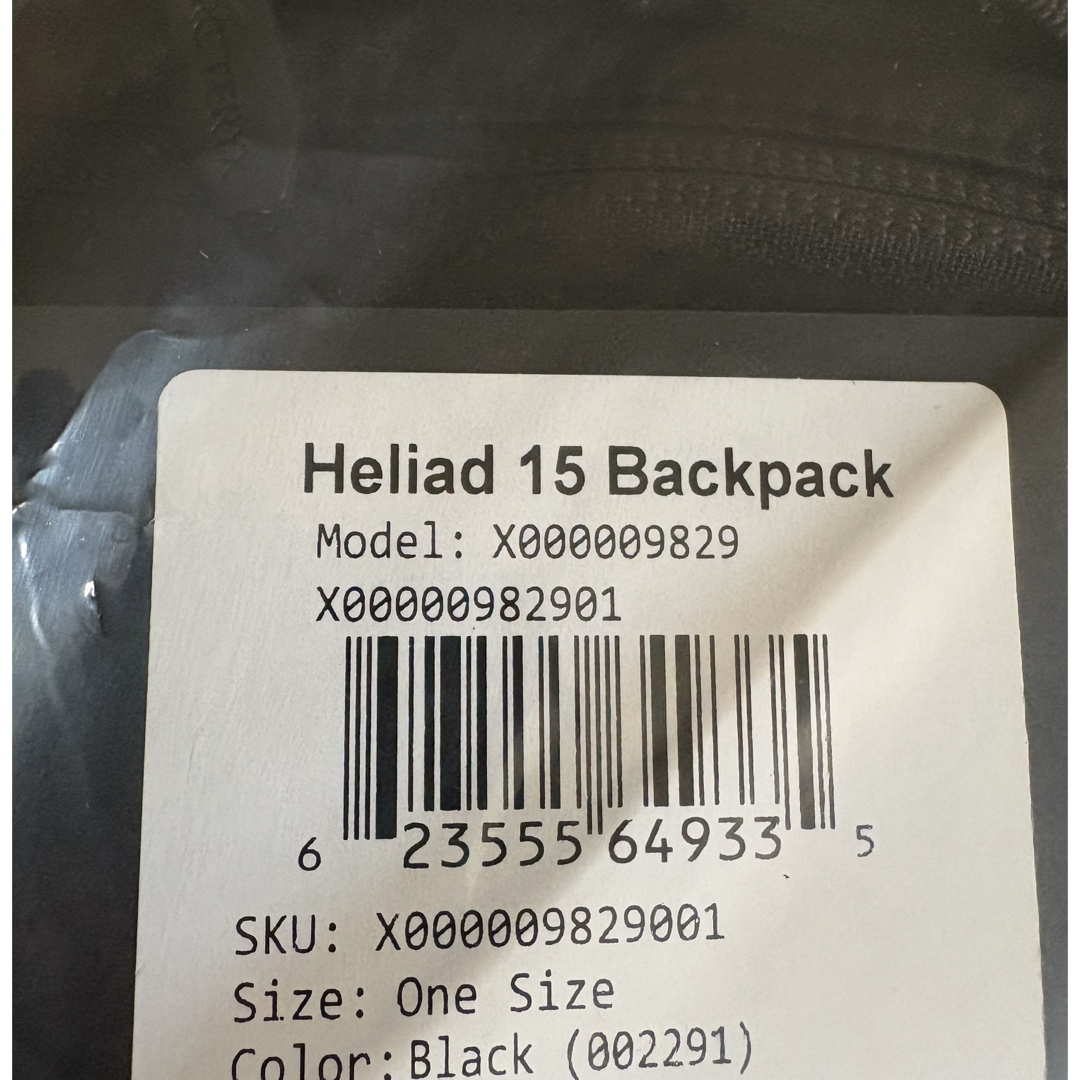 Heliad 15 Backpack
Model: X000009829
X00000982901
6 23555 64933 5
SKU: X000009829001
Size: One Size
Color: Black (002291)